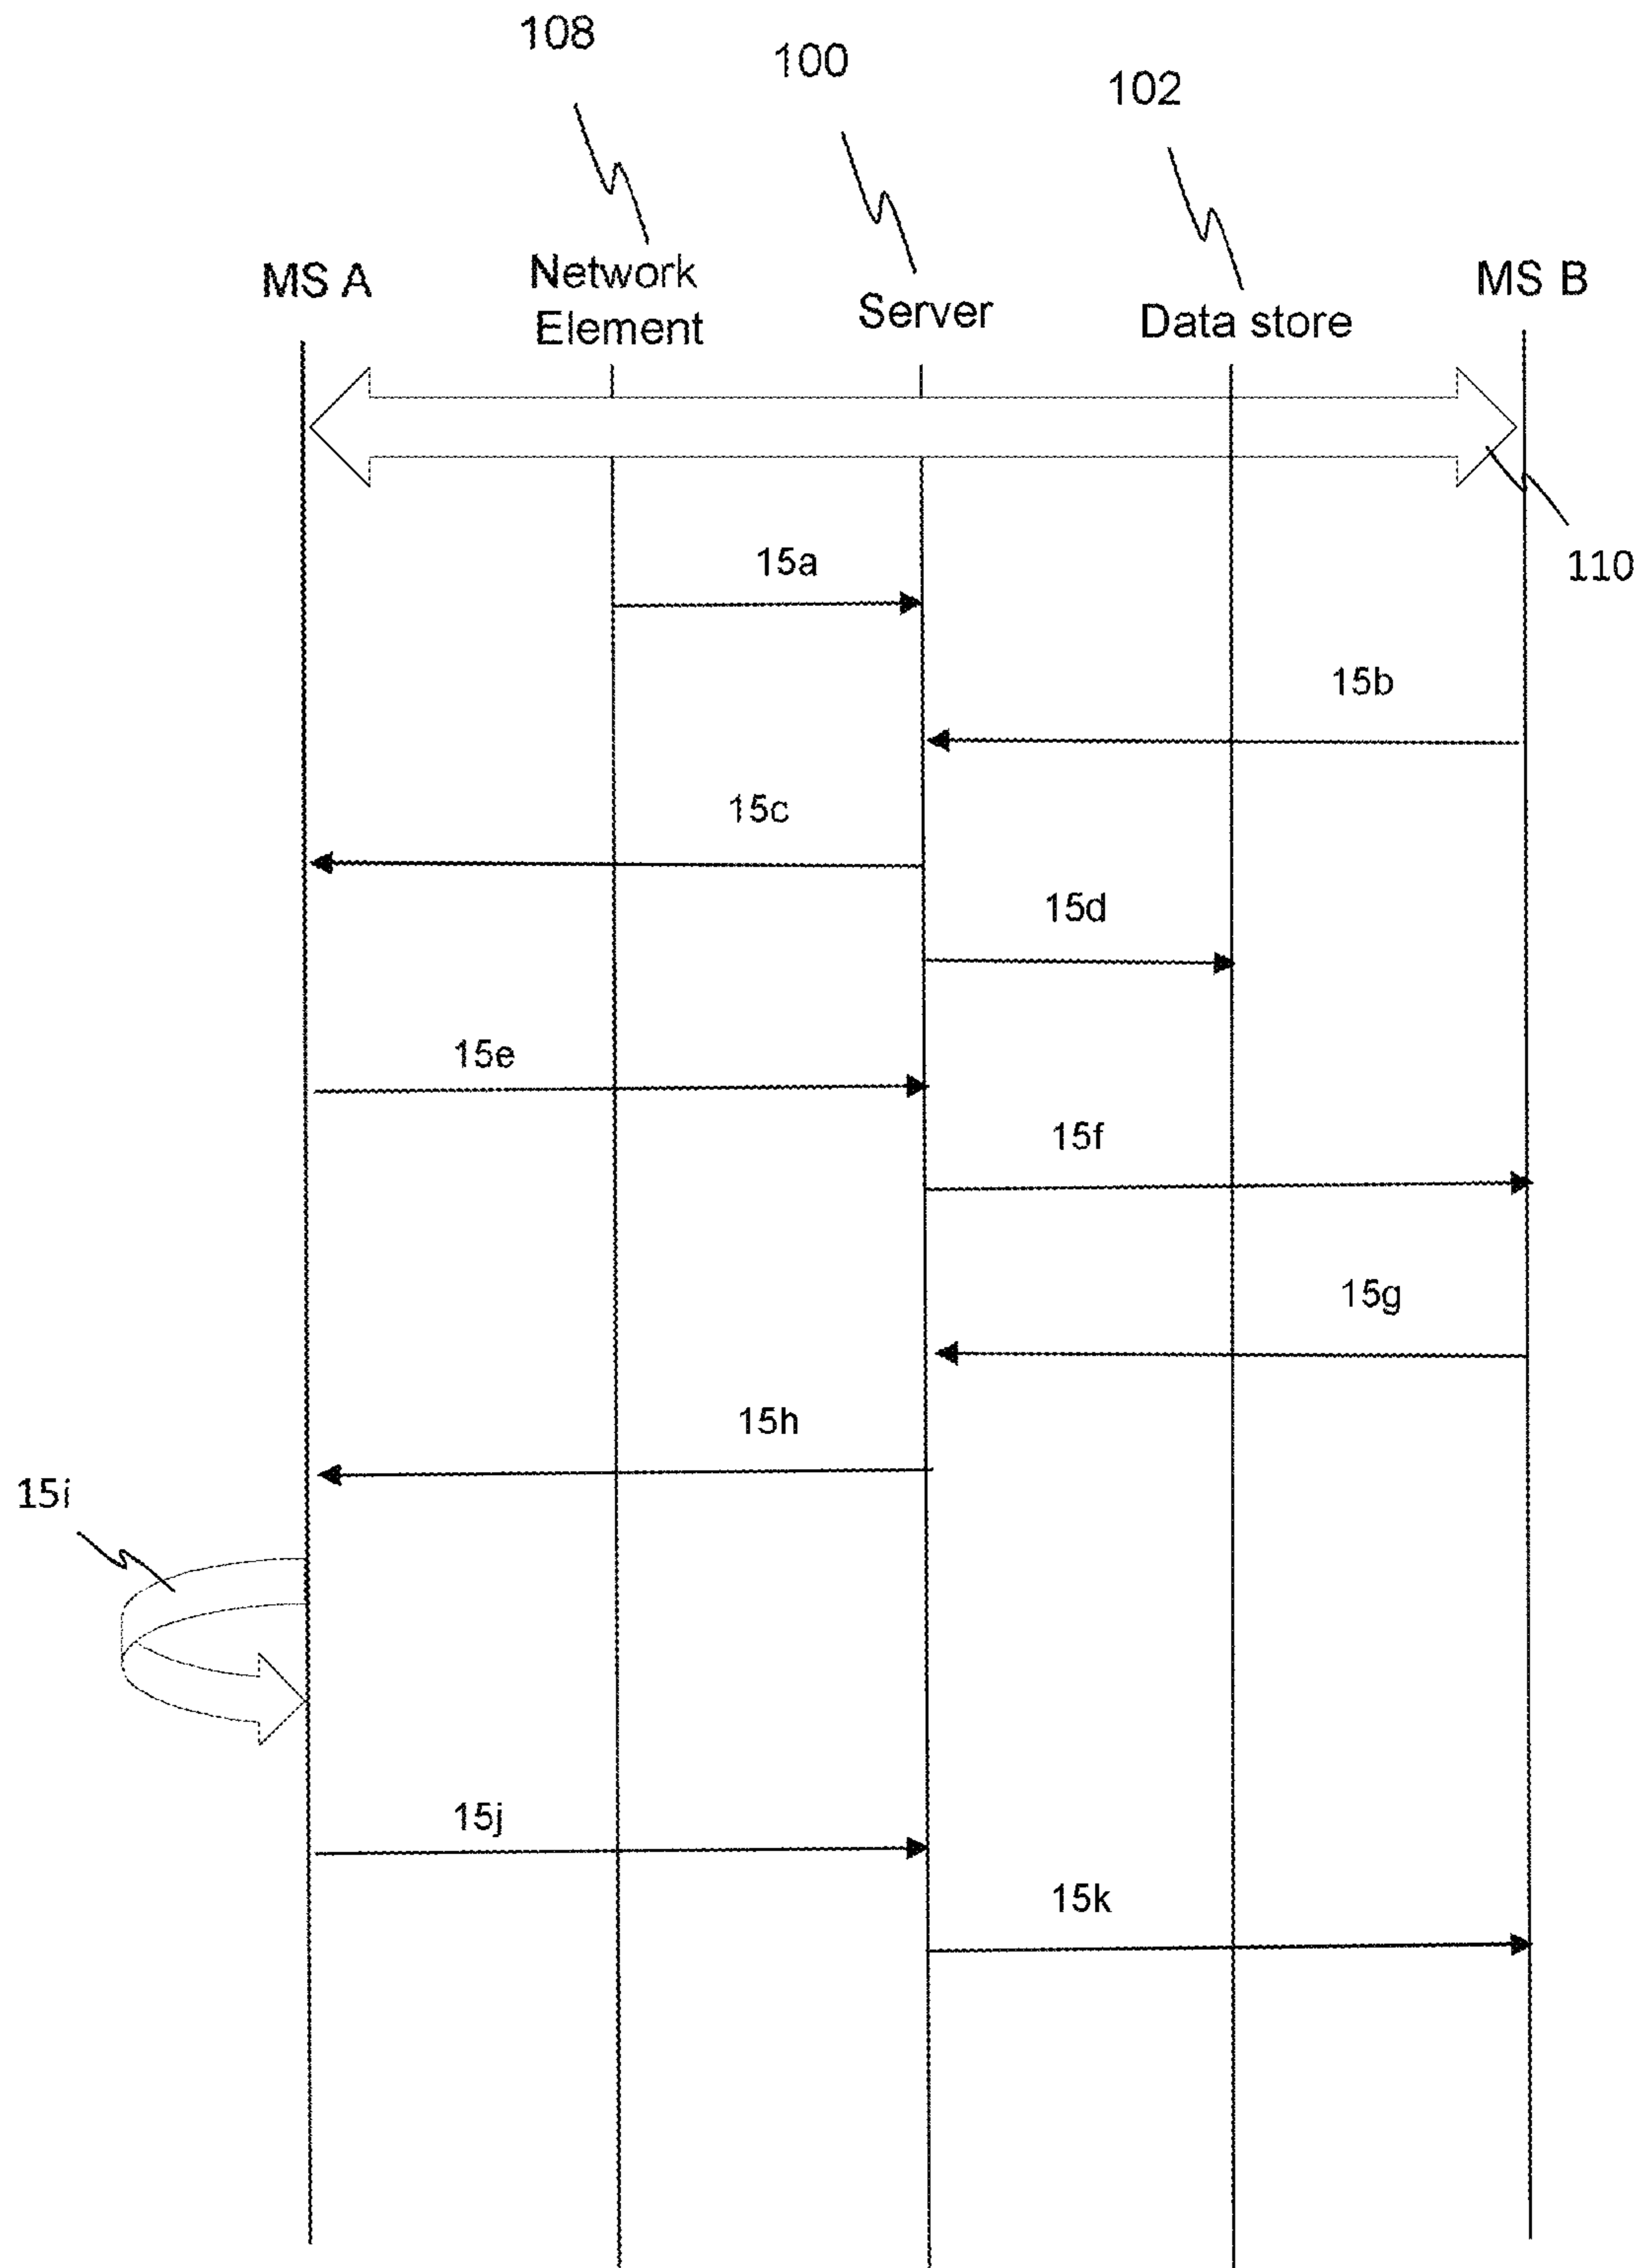 108
100
102
MS A
Network
Element
Server
Data store
MS B
110
15a
15b
15c
15d
15e
15f
15g
15h
15i
15j
15k